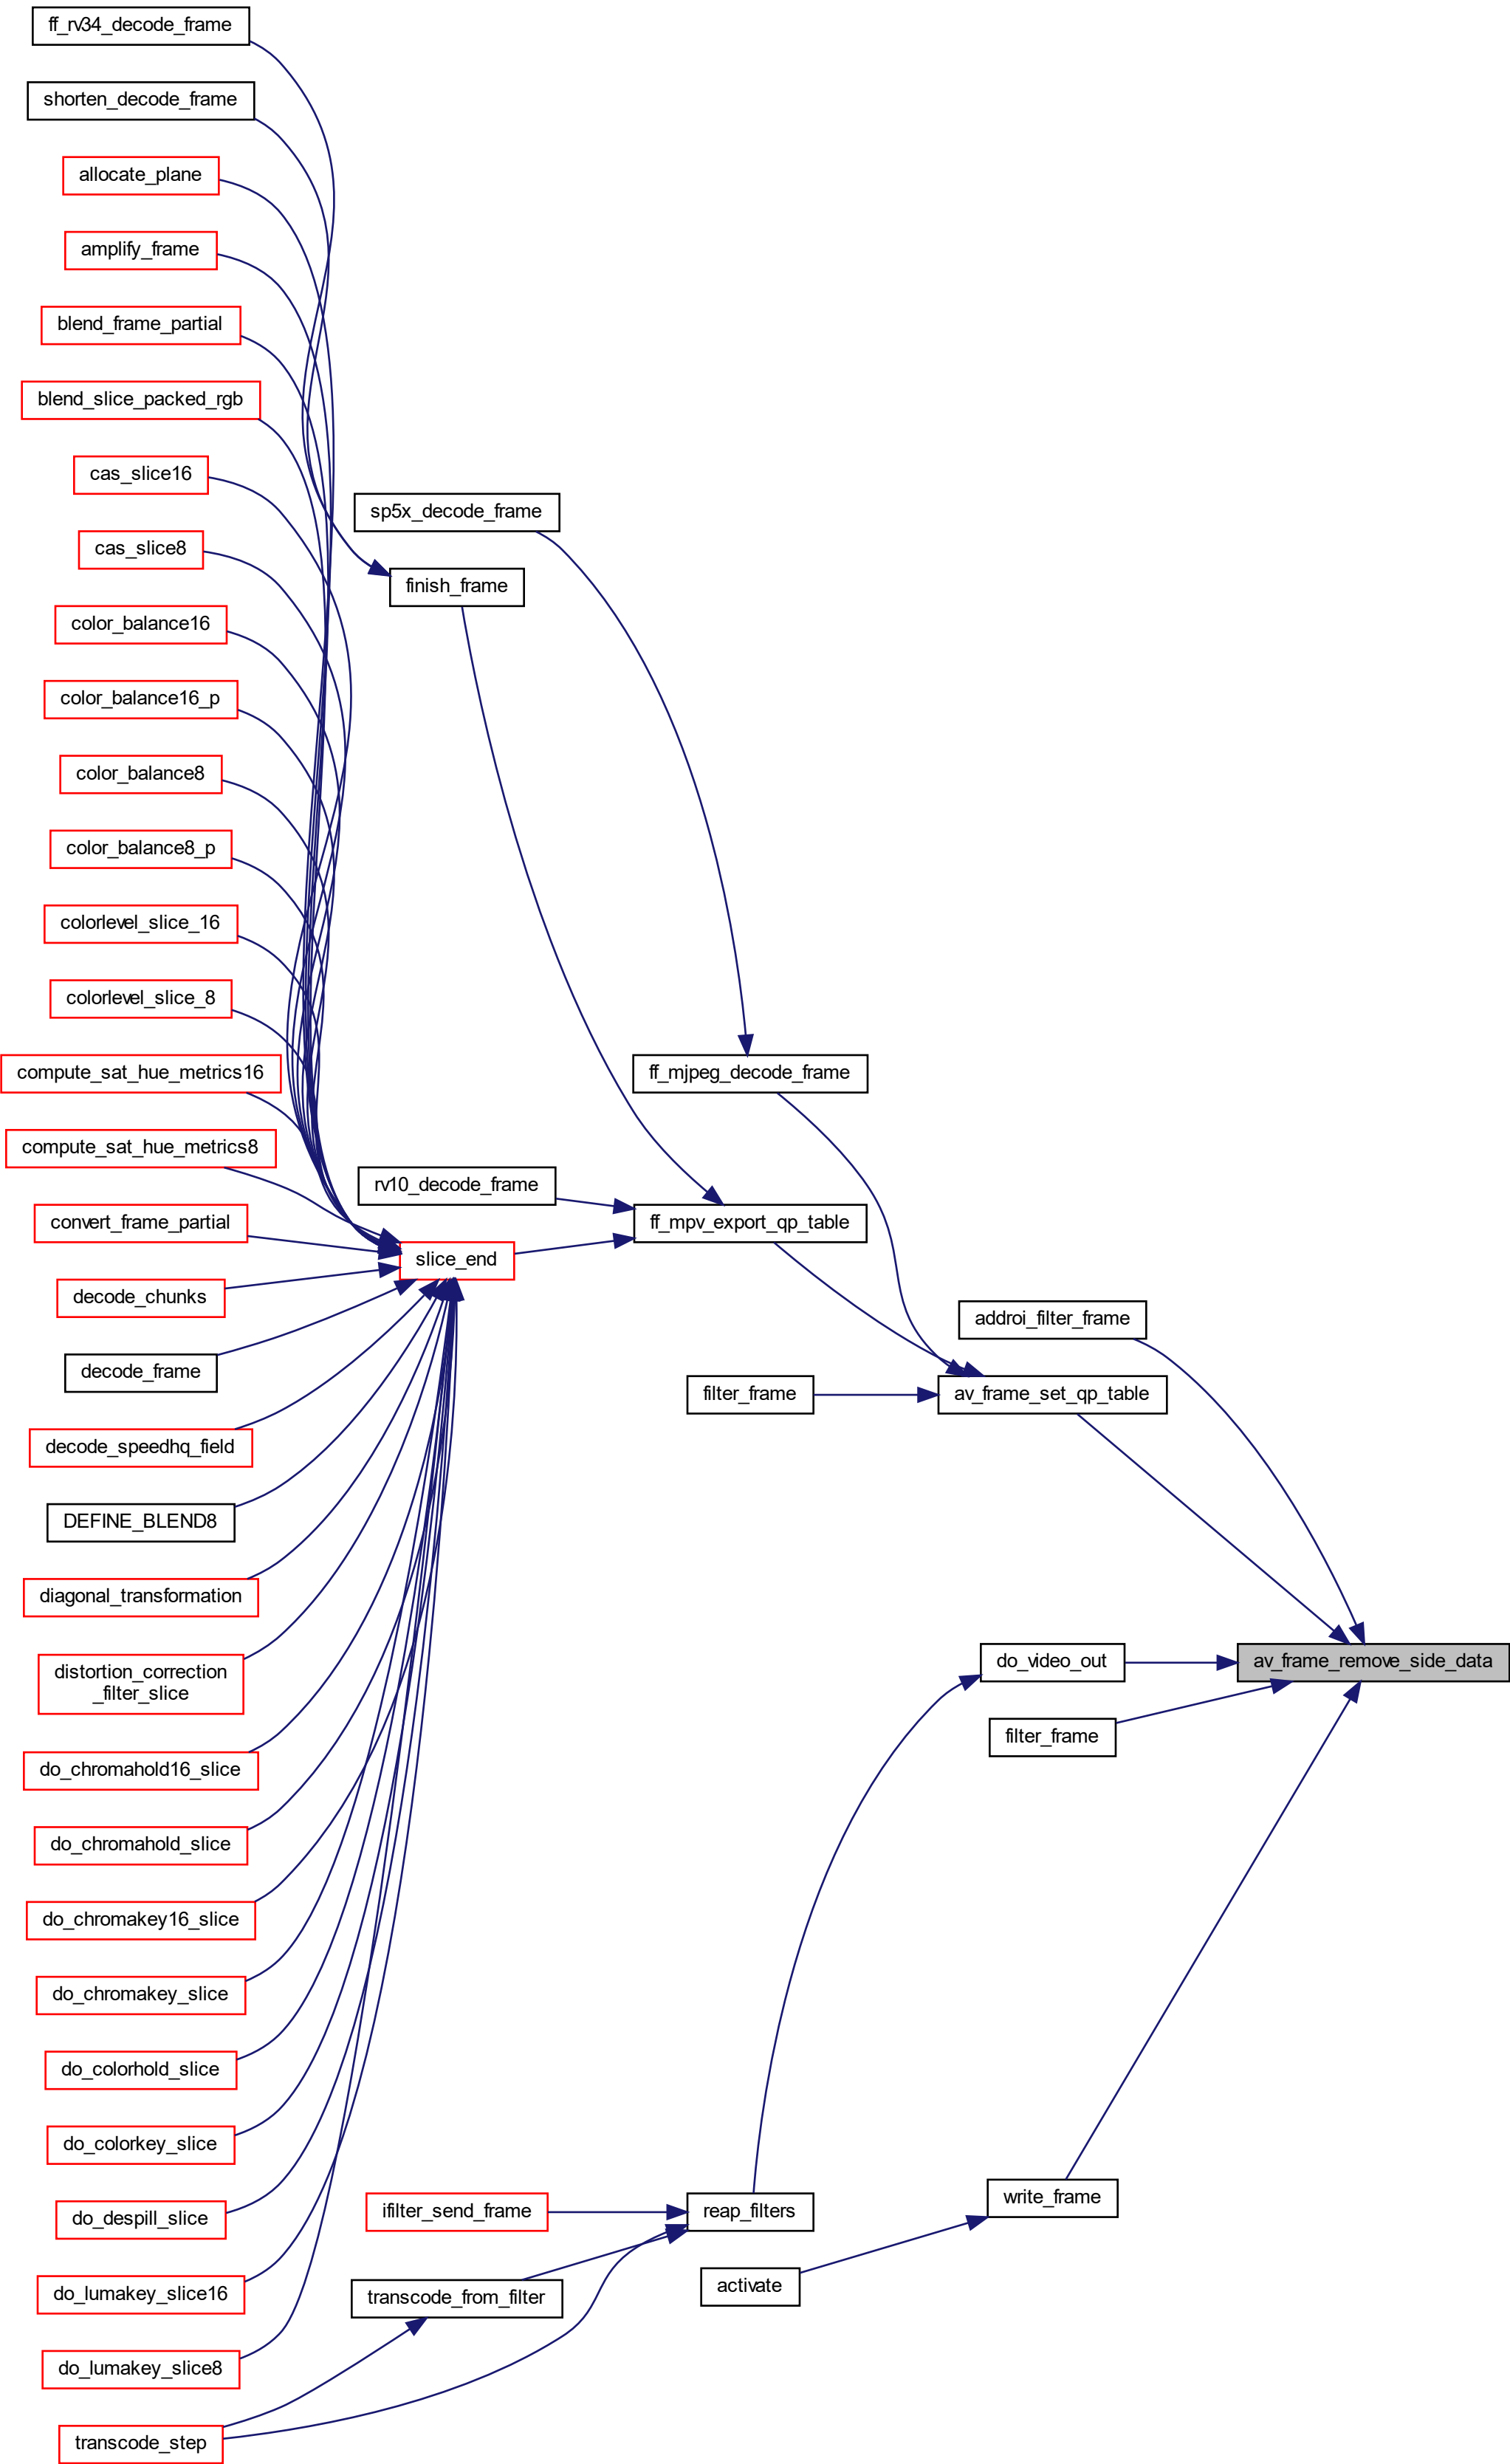 ff_rv34_decode_frame
shorten_decode_frame
allocate_plane
amplify_frame
blend_frame_partial
blend_slice_packed_rgb
cas_slice16
cas_slice8
color_balance16
color_balance16_p
color_balance8
color_balance8_p
colorlevel_slice_16
colorlevel_slice_8
compute_sat_hue_metrics16
compute_sat_hue_metrics8
convert_frame_partial
decode_chunks
decode_frame
decode_speedhq_field
DEFINE_BLEND8
diagonal_transformation
distortion_correction
_filter_slice
do_chromahold16_slice
do_chromahold_slice
do_chromakey16_slice
do_chromakey_slice
do_colorhold_slice
do_colorkey_slice
do_despill_slice
do_lumakey_slice16
do_lumakey_slice8
transcode_step
sp5x_decode_frame
finish_frame
rv10_decode_frame
slice_end
ifilter_send_frame
transcode_from_filter
ff_mjpeg_decode_frame
ff_mpv_export_qp_table
filter_frame
reap_filters
activate
addroi_filter_frame
av_frame_set_qp_table
do_video_out
filter_frame
write_frame
av_frame_remove_side_data